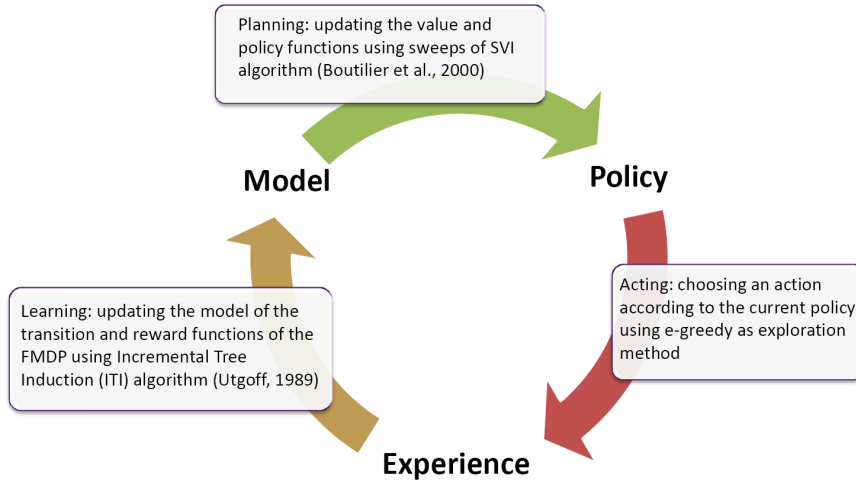 Planning: updating the value and
policy functions using sweeps of SVI
algorithm (Boutilier et al., 2000)
Model
Policy
Learning: updating the model of the
transition and reward functions of the
FMDP using Incremental Tree
Induction (ITI) algorithm (Utgoff, 1989)
Acting: choosing an action
according to the current policy
using e-greedy as exploration
method
Experience